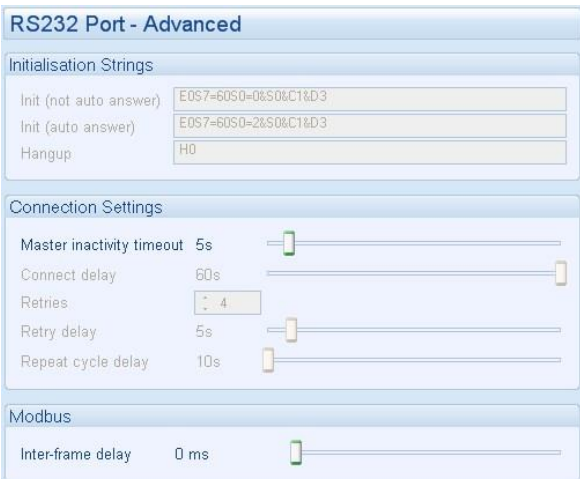 RS232 Port - Advanced
Initialisation Strings
Init (not auto answer) E0S7=60S0=0&S0&C1&D3
Init (auto answer) E0S7=60S0=2&S0&C1&D3
Hangup H0
Connection Settings
Master inactivity timeout 5s
Connect delay 60s
Retries 4
Retry delay 5s
Repeat cycle delay 10s
Modbus
Inter-frame delay 0 ms